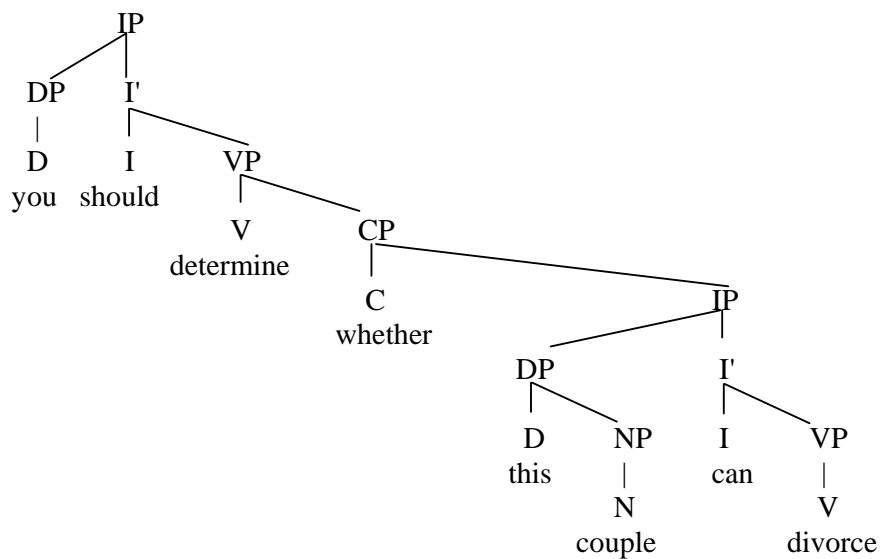 IP
DP I'
D I VP
you should
V CP
determine
C IP
whether
DP I'
D NP I VP
this can
N V
couple divorce